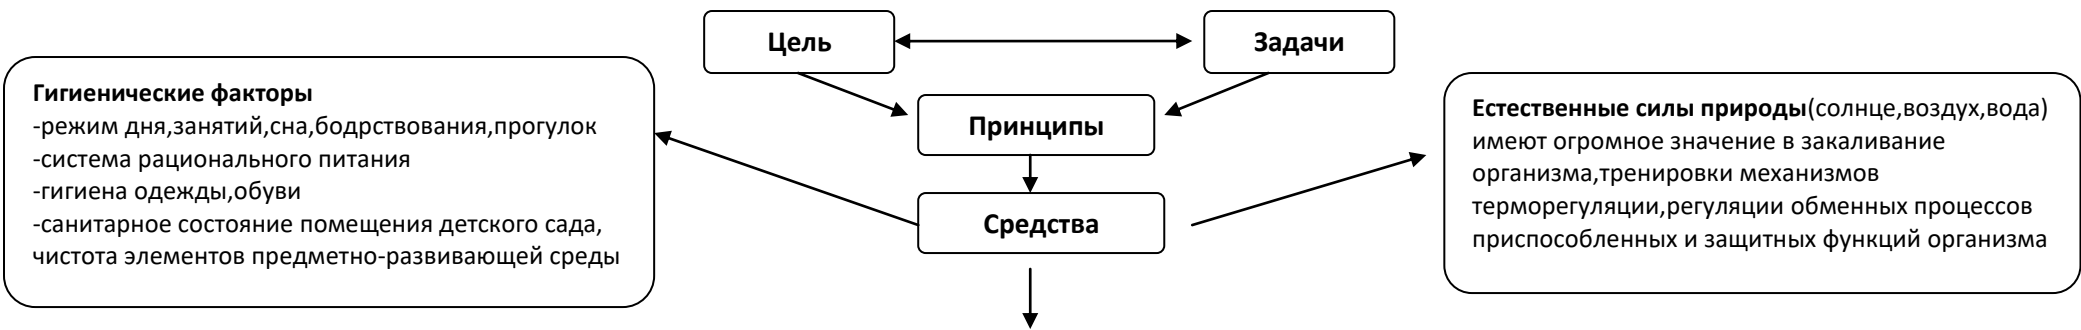 Цель
Задачи
Гигиенические факторы
-режим дня,занятий,сна,бодрствования,прогулок
-система рационального питания
-гигиена одежды,обуви
-санитарное состояние помещения детского сада,
чистота элементов предметно-развивающей среды
Принципы
Средства
Естественные силы природы(солнце,воздух,вода)
имеют огромное значение в закаливание
организма,тренировки механизмов
терморегуляции,регуляции обменных процессов
приспособленных и защитных функций организма